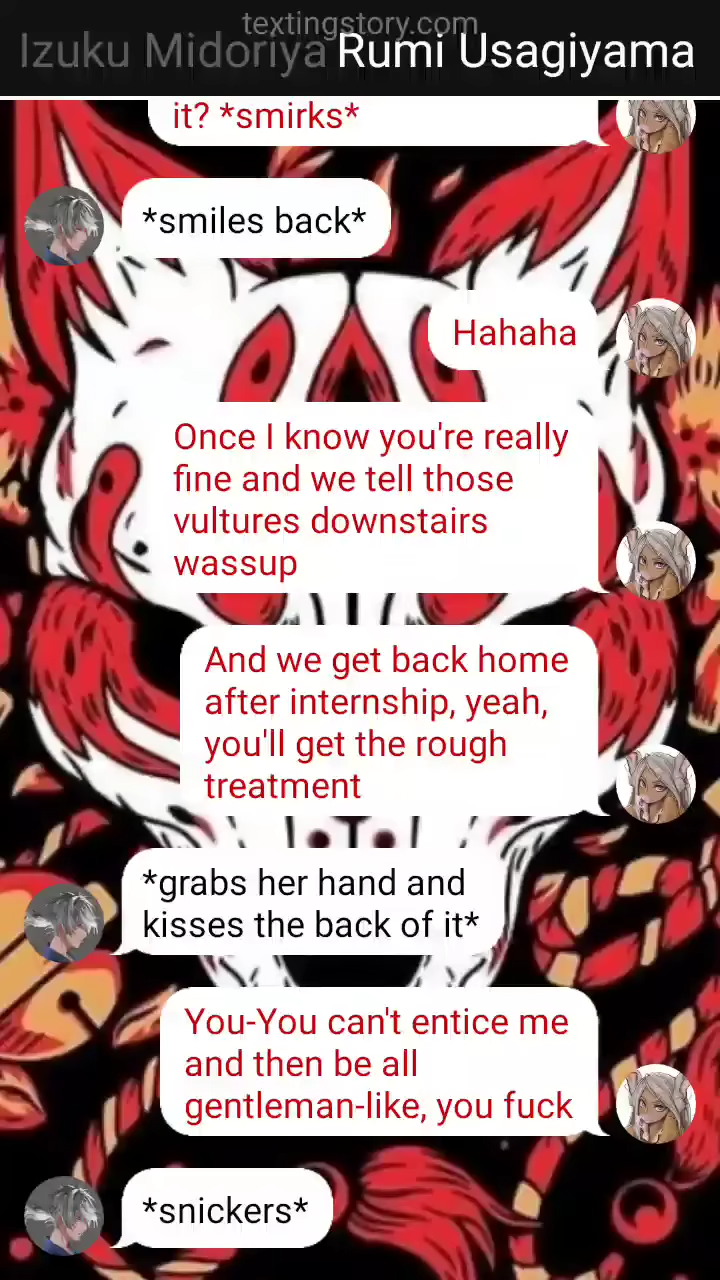 textingstory.com
Izuku Midoriya Rumi Usagiyama
it? *smirks*
*smiles back*
Hahaha
Once I know you're really
fine and we tell those
vultures downstairs
wassup
And we get back home
after internship, yeah,
you'll get the rough
treatment
*grabs her hand and
kisses the back of it*
You-You can't entice me
and then be all
gentleman-like, you fuck
*snickers*